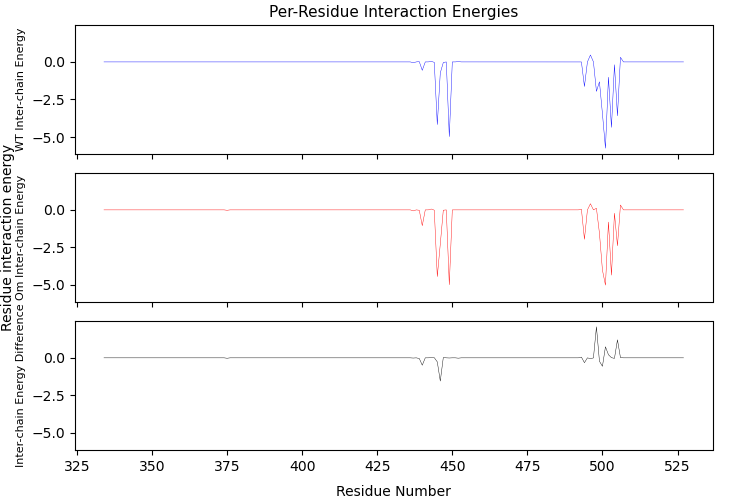 Per-Residue Interaction Energies
Residue interaction energy
WT Inter-chain Energy
0.0
−2.5
−5.0
Om Inter-chain Energy
0.0
−2.5
−5.0
Inter-chain Energy Difference
0.0
−2.5
−5.0
325 350 375 400 425 450 475 500 525
Residue Number